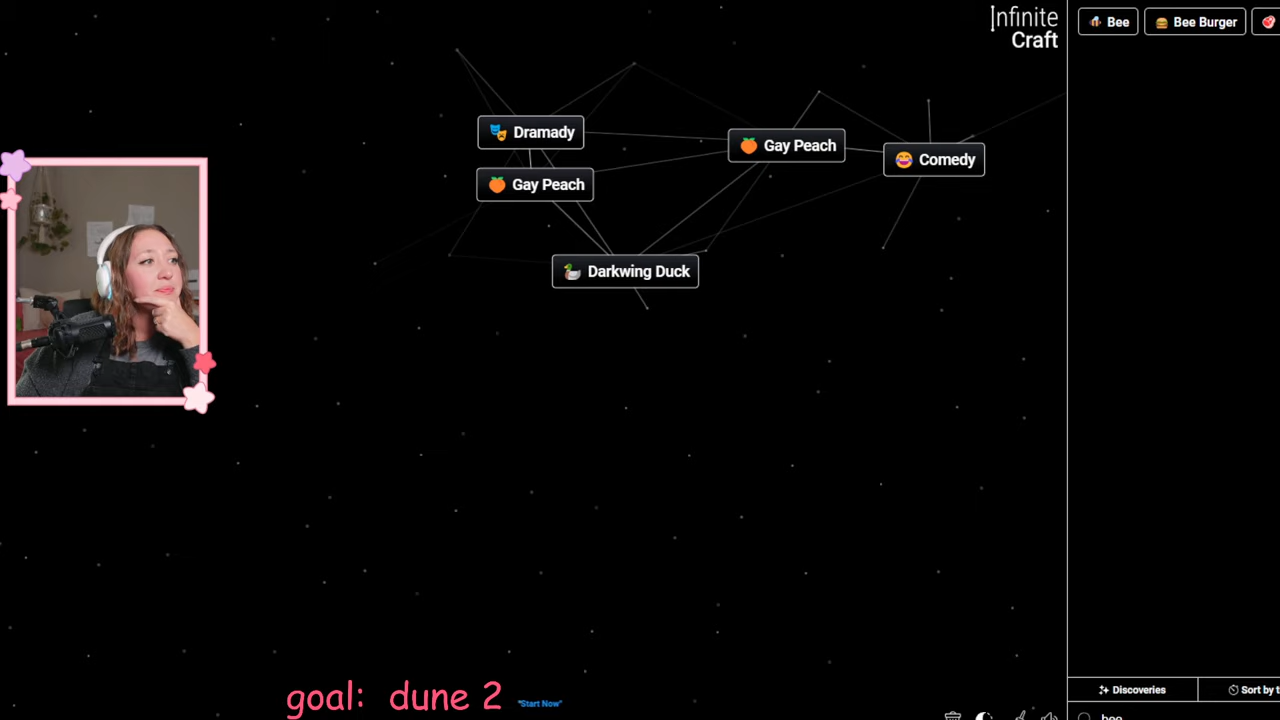 Infinite
Craft
Bee
Bee Burger
Dramady
Gay Peach
Comedy
Gay Peach
Darkwing Duck
goal: dune 2
"Start Now"
Discoveries
Sort by t
bee